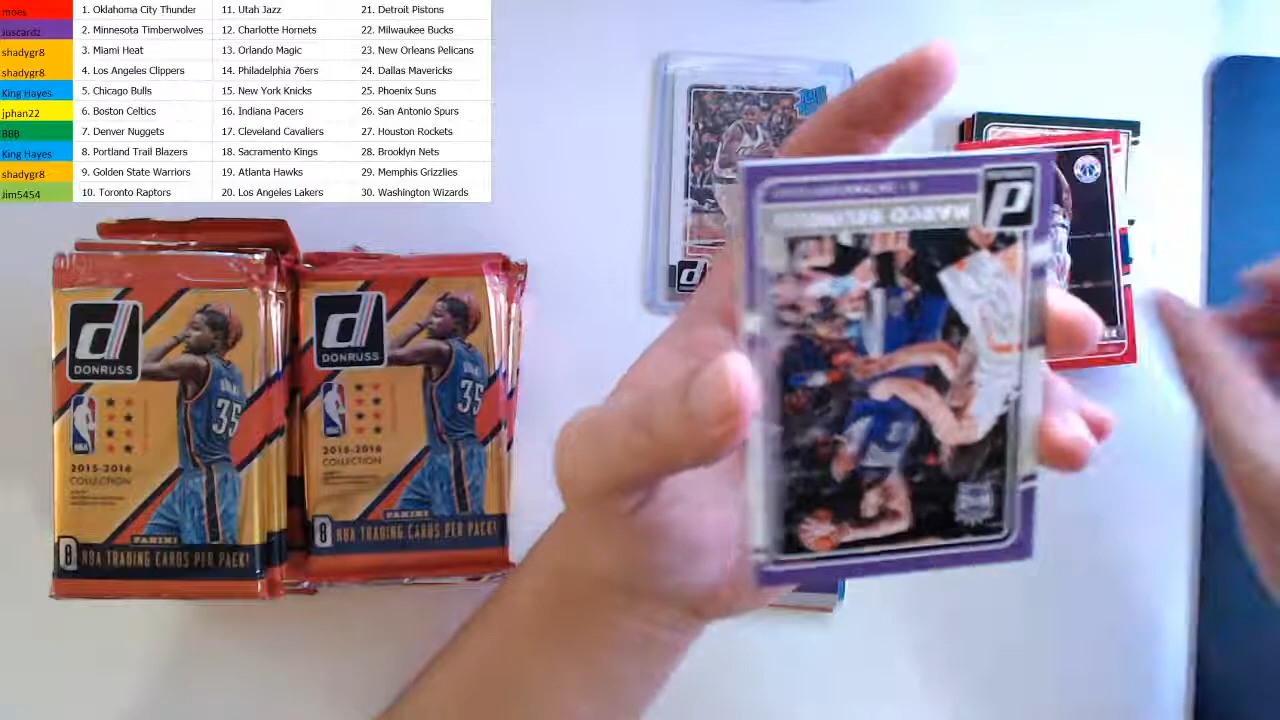 moes
1. Oklahoma City Thunder
11. Utah Jazz
21. Detroit Pistons
Juscardz
2. Minnesota Timberwolves
12. Charlotte Hornets
22. Milwaukee Bucks
shadygr8
3. Miami Heat
13. Orlando Magic
23. New Orleans Pelicans
shadygr8
4. Los Angeles Clippers
14. Philadelphia 76ers
24. Dallas Mavericks
King Hayes
5. Chicago Bulls
15. New York Knicks
25. Phoenix Suns
jphan22
6. Boston Celtics
16. Indiana Pacers
26. San Antonio Spurs
BBB
7. Denver Nuggets
17. Cleveland Cavaliers
27. Houston Rockets
King Hayes
8. Portland Trail Blazers
18. Sacramento Kings
28. Brooklyn Nets
shadygr8
9. Golden State Warriors
19. Atlanta Hawks
29. Memphis Grizzlies
Jim5454
10. Toronto Raptors
20. Los Angeles Lakers
30. Washington Wizards
d
DONRUSS
35
NBA
2015-2016
COLLECTION
PANINI
8 NBA TRADING CARDS PER PACK!
d
DONRUSS
35
2015-2016
COLLECTION
PANINI
8 NBA TRADING CARDS PER PACK!
d
P
MARCO BELINELLI